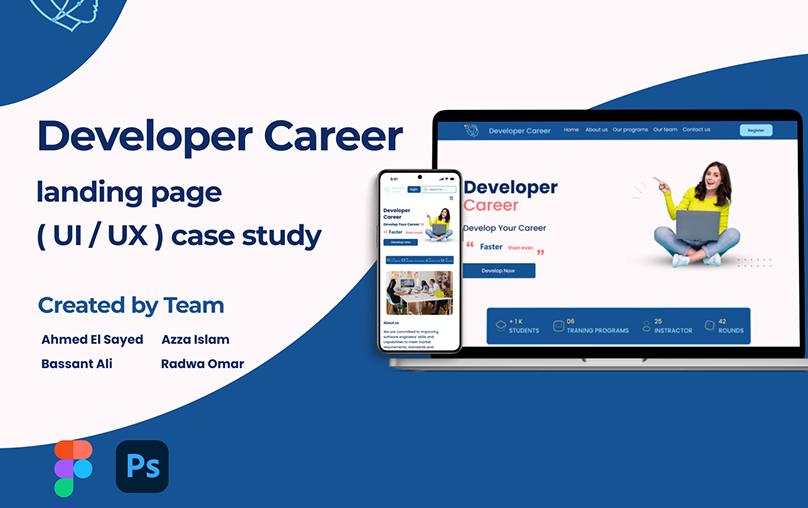 Developer Career
landing page
( UI / UX ) case study
Created by Team
Ahmed El Sayed Azza Islam
Bassant Ali Radwa Omar
Ps
Developer Career Home About us Our programs Our team Contact us Register
Developer
Career
Develop Your Career
“ Faster than ever. ”
Develop Now
+ 1 K
STUDENTS
06
TRANING PROGRAMS
25
INSTRACTOR
42
ROUNDS
9:41
Developer
Career
Develop Your Career
“ Faster than ever. ”
Develop now
About us
We are committed to improving
software engineers' skills and
capabilities to meet market
requirements, standards and